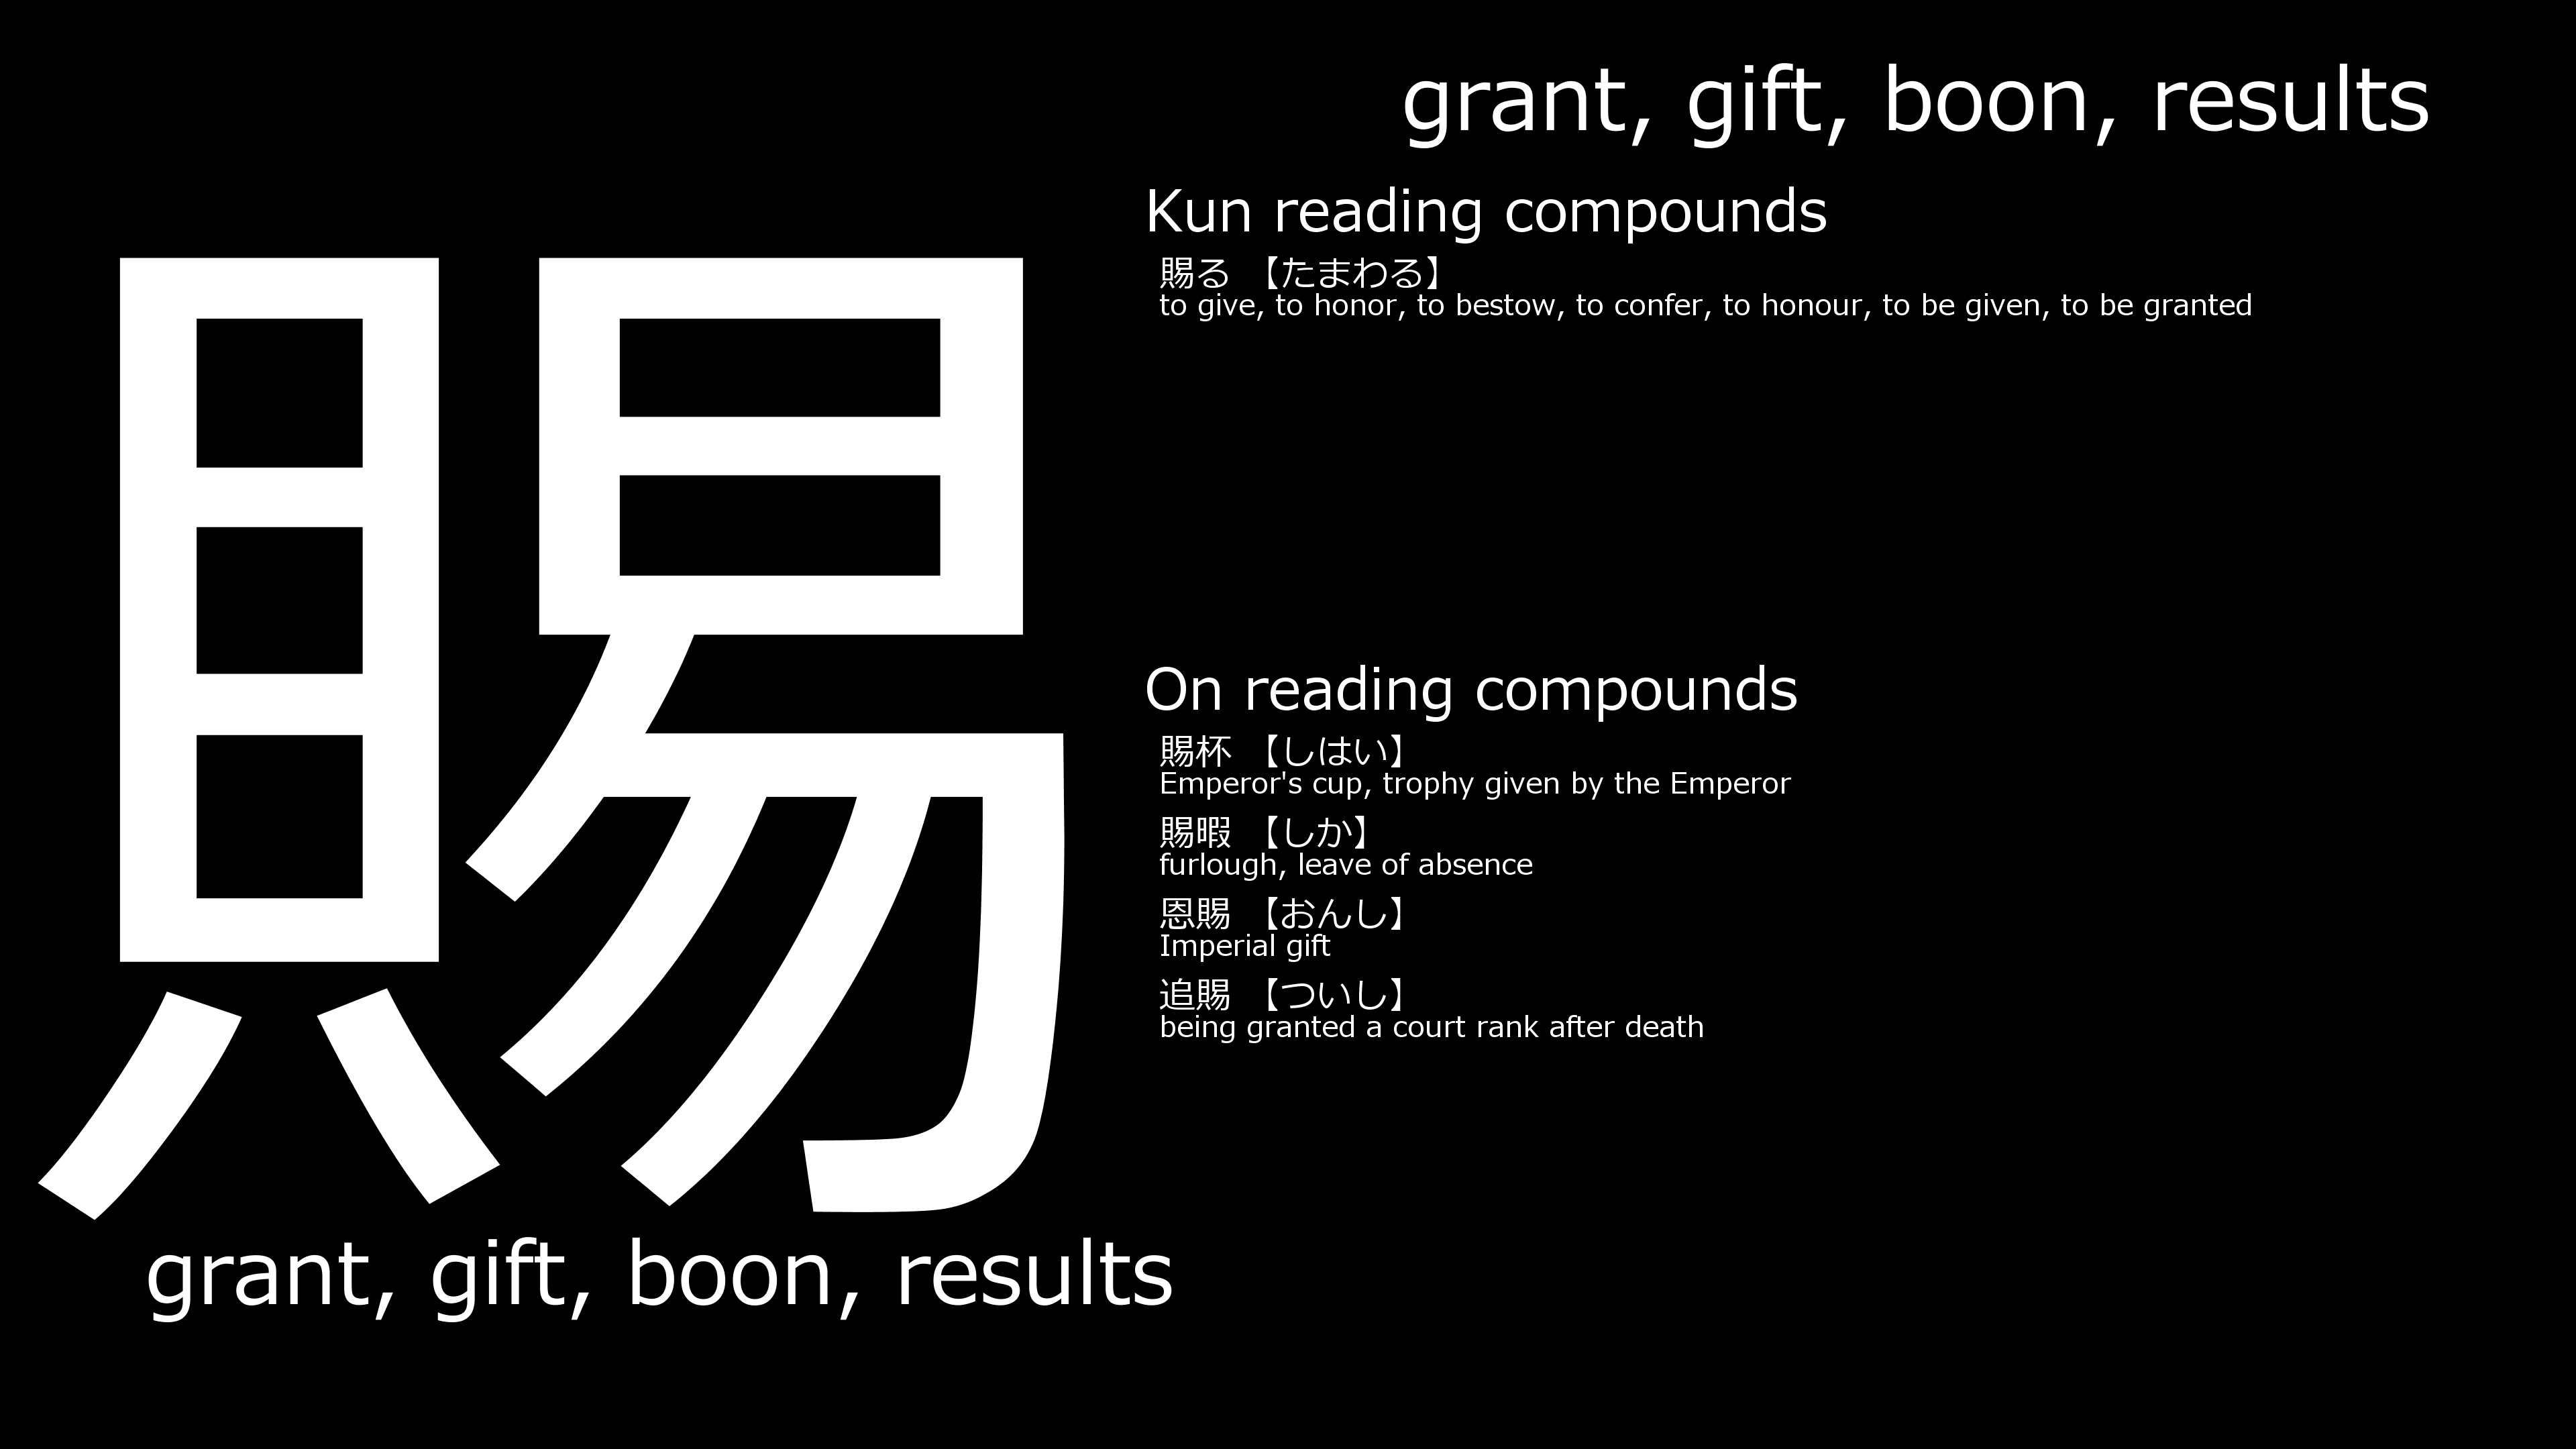 賜
grant, gift, boon, results
grant, gift, boon, results
Kun reading compounds
賜る 【たまわる】
to give, to honor, to bestow, to confer, to honour, to be given, to be granted
On reading compounds
賜杯 【しはい】
Emperor's cup, trophy given by the Emperor
賜暇 【しか】
furlough, leave of absence
恩賜 【おんし】
Imperial gift
追賜 【ついし】
being granted a court rank after death